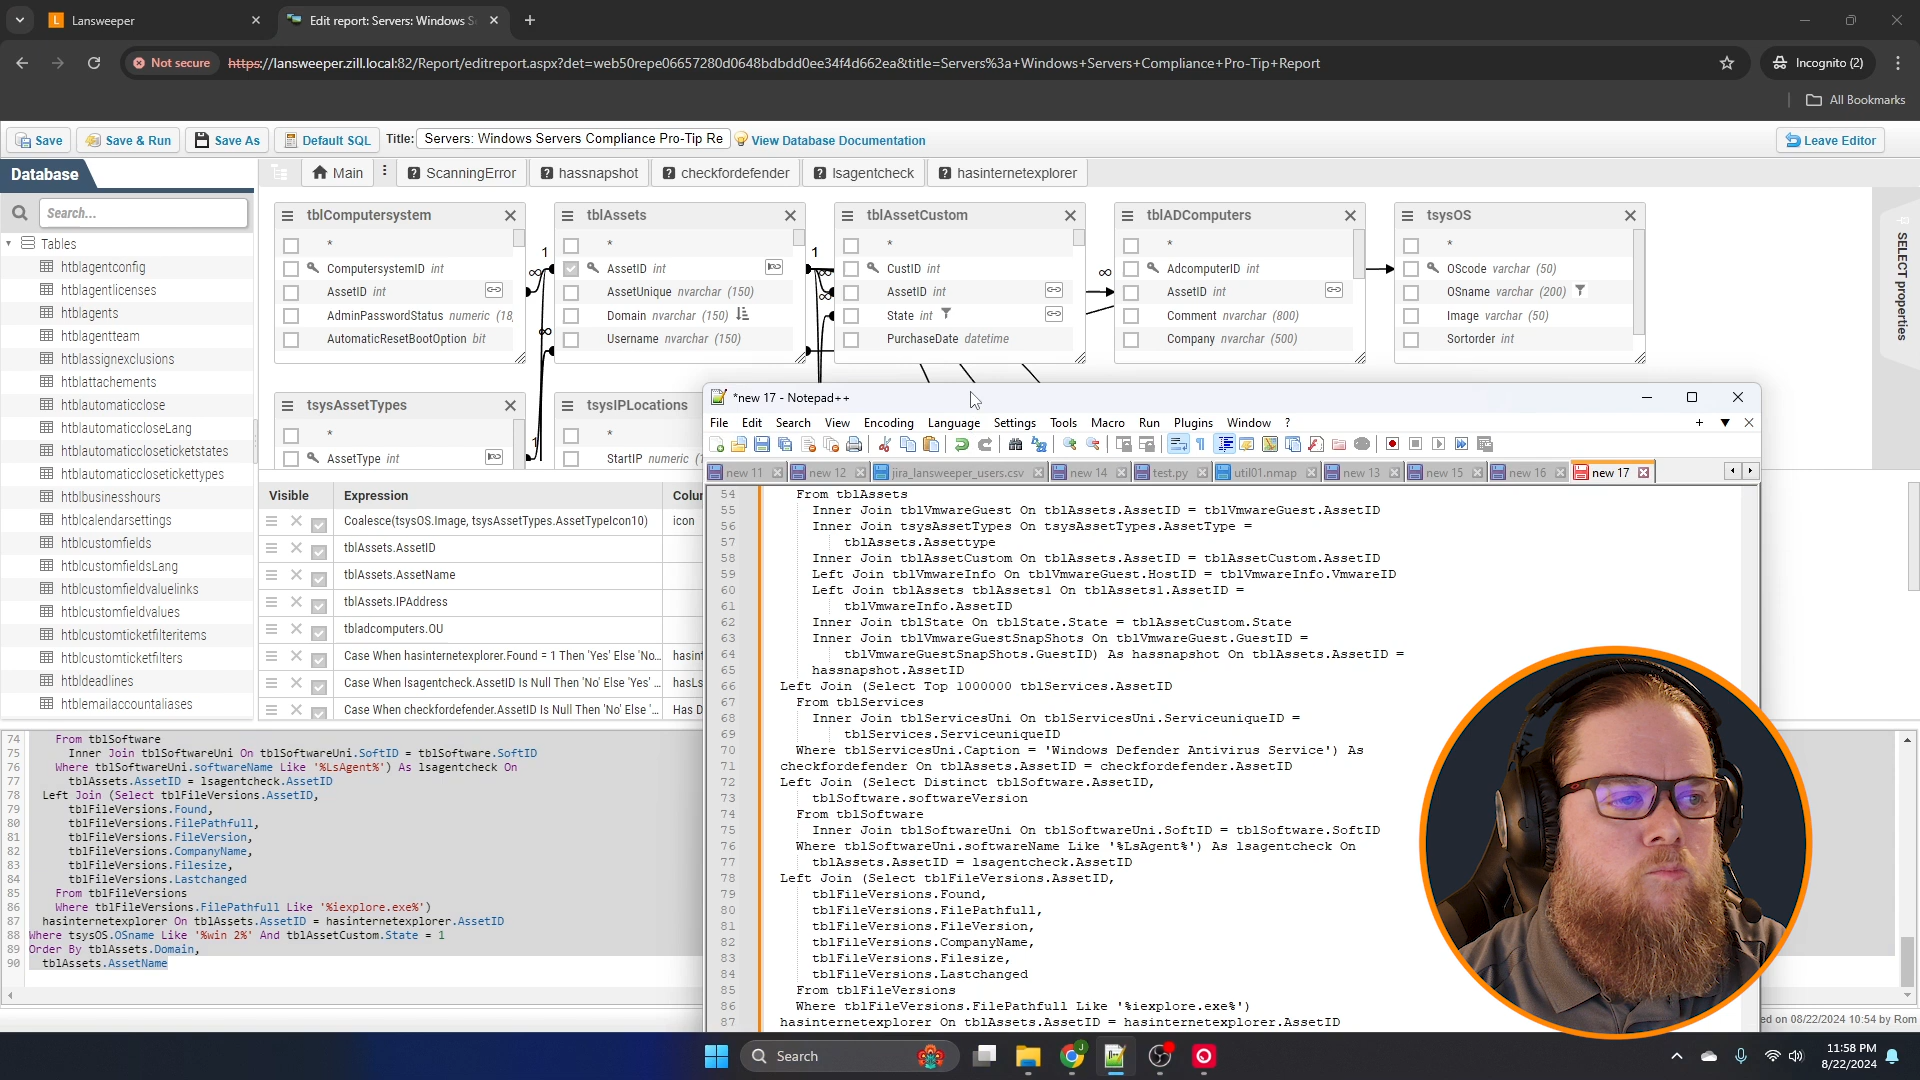 Lansweeper
Edit report: Servers: Windows S
Not secure
https://lansweeper.zill.local:82/Report/editreport.aspx?det=web50repe06657280d0648bdbdd0ee34f4d662ea&title=Servers%3a+Windows+Servers+Compliance+Pro-Tip+Report
Incognito (2)
All Bookmarks
Save
Save & Run
Save As
Default SQL
Title:
Servers: Windows Servers Compliance Pro-Tip Re
View Database Documentation
Leave Editor
Database
Main
ScanningError
hassnapshot
checkfordefender
lsagentcheck
hasinternetexplorer
Search...
Tables
htblagentconfig
htblagentlicenses
htblagents
htblagentteam
htblassignexclusions
htblattachements
htblautomaticclose
htblautomaticcloseLang
htblautomaticcloseticketstates
htblautomaticclosetickettypes
htblbusinesshours
htblcalendarsettings
htblcustomfields
htblcustomfieldsLang
htblcustomfieldvaluelinks
htblcustomfieldvalues
htblcustomticketfilteritems
htblcustomticketfilters
htbldeadlines
htblemailaccountaliases
tblComputersystem
*
ComputersystemID int
AssetID int
AdminPasswordStatus numeric (18,
AutomaticResetBootOption bit
tblAssets
*
AssetID int
AssetUnique nvarchar (150)
Domain nvarchar (150)
Username nvarchar (150)
tblAssetCustom
*
CustID int
AssetID int
State int
PurchaseDate datetime
tblADComputers
*
AdcomputerID int
AssetID int
Comment nvarchar (800)
Company nvarchar (500)
tsysOS
*
OScode varchar (50)
OSname varchar (200)
Image varchar (50)
Sortorder int
SELECT properties
1
∞
∞
1
∞
∞
∞
1
tsysAssetTypes
*
AssetType int
tsysIPLocations
*
StartIP numeric (1
Visible
Expression
Colu
Coalesce(tsysOS.Image, tsysAssetTypes.AssetTypeIcon10)
icon
tblAssets.AssetID
tblAssets.AssetName
tblAssets.IPAddress
tbladcomputers.OU
Case When hasinternetexplorer.Found = 1 Then 'Yes' Else 'No...
hasint
Case When lsagentcheck.AssetID Is Null Then 'No' Else 'Yes' ...
hasLs
Case When checkfordefender.AssetID Is Null Then 'No' Else 'Yes' ...
Has D
74 From tblSoftware
75 Inner Join tblSoftwareUni On tblSoftwareUni.SoftID = tblSoftware.SoftID
76 Where tblSoftwareUni.softwareName Like '%LsAgent%') As lsagentcheck On
77 tblAssets.AssetID = lsagentcheck.AssetID
78 Left Join (Select tblFileVersions.AssetID,
79 tblFileVersions.Found,
80 tblFileVersions.FilePathfull,
81 tblFileVersions.FileVersion,
82 tblFileVersions.CompanyName,
83 tblFileVersions.Filesize,
84 tblFileVersions.Lastchanged
85 From tblFileVersions
86 Where tblFileVersions.FilePathfull Like '%iexplore.exe%')
87 hasinternetexplorer On tblAssets.AssetID = hasinternetexplorer.AssetID
88 Where tsysOS.OSname Like '%win 2%' And tblAssetCustom.State = 1
89 Order By tblAssets.Domain,
90 tblAssets.AssetName
*new 17 - Notepad++
File Edit Search View Encoding Language Settings Tools Macro Run Plugins Window ?
new 11
new 12
jira_lansweeper_users.csv
new 14
test.py
util01.nmap
new 13
new 15
new 16
new 17
54 From tblAssets
55 Inner Join tblVmwareGuest On tblAssets.AssetID = tblVmwareGuest.AssetID
56 Inner Join tsysAssetTypes On tsysAssetTypes.AssetType =
57 tblAssets.Assettype
58 Inner Join tblAssetCustom On tblAssets.AssetID = tblAssetCustom.AssetID
59 Left Join tblVmwareInfo On tblVmwareGuest.HostID = tblVmwareInfo.VmwareID
60 Left Join tblAssets tblAssets1 On tblAssets1.AssetID =
61 tblVmwareInfo.AssetID
62 Inner Join tblState On tblState.State = tblAssetCustom.State
63 Inner Join tblVmwareGuestSnapShots On tblVmwareGuest.GuestID =
64 tblVmwareGuestSnapShots.GuestID) As hassnapshot On tblAssets.AssetID =
65 hassnapshot.AssetID
66 Left Join (Select Top 1000000 tblServices.AssetID
67 From tblServices
68 Inner Join tblServicesUni On tblServicesUni.ServiceuniqueID =
69 tblServices.ServiceuniqueID
70 Where tblServicesUni.Caption = 'Windows Defender Antivirus Service') As
71 checkfordefender On tblAssets.AssetID = checkfordefender.AssetID
72 Left Join (Select Distinct tblSoftware.AssetID,
73 tblSoftware.softwareVersion
74 From tblSoftware
75 Inner Join tblSoftwareUni On tblSoftwareUni.SoftID = tblSoftware.SoftID
76 Where tblSoftwareUni.softwareName Like '%LsAgent%') As lsagentcheck On
77 tblAssets.AssetID = lsagentcheck.AssetID
78 Left Join (Select tblFileVersions.AssetID,
79 tblFileVersions.Found,
80 tblFileVersions.FilePathfull,
81 tblFileVersions.FileVersion,
82 tblFileVersions.CompanyName,
83 tblFileVersions.Filesize,
84 tblFileVersions.Lastchanged
85 From tblFileVersions
86 Where tblFileVersions.FilePathfull Like '%iexplore.exe%')
87 hasinternetexplorer On tblAssets.AssetID = hasinternetexplorer.AssetID
ed on 08/22/2024 10:54 by Rom
Search
11:58 PM
8/22/2024